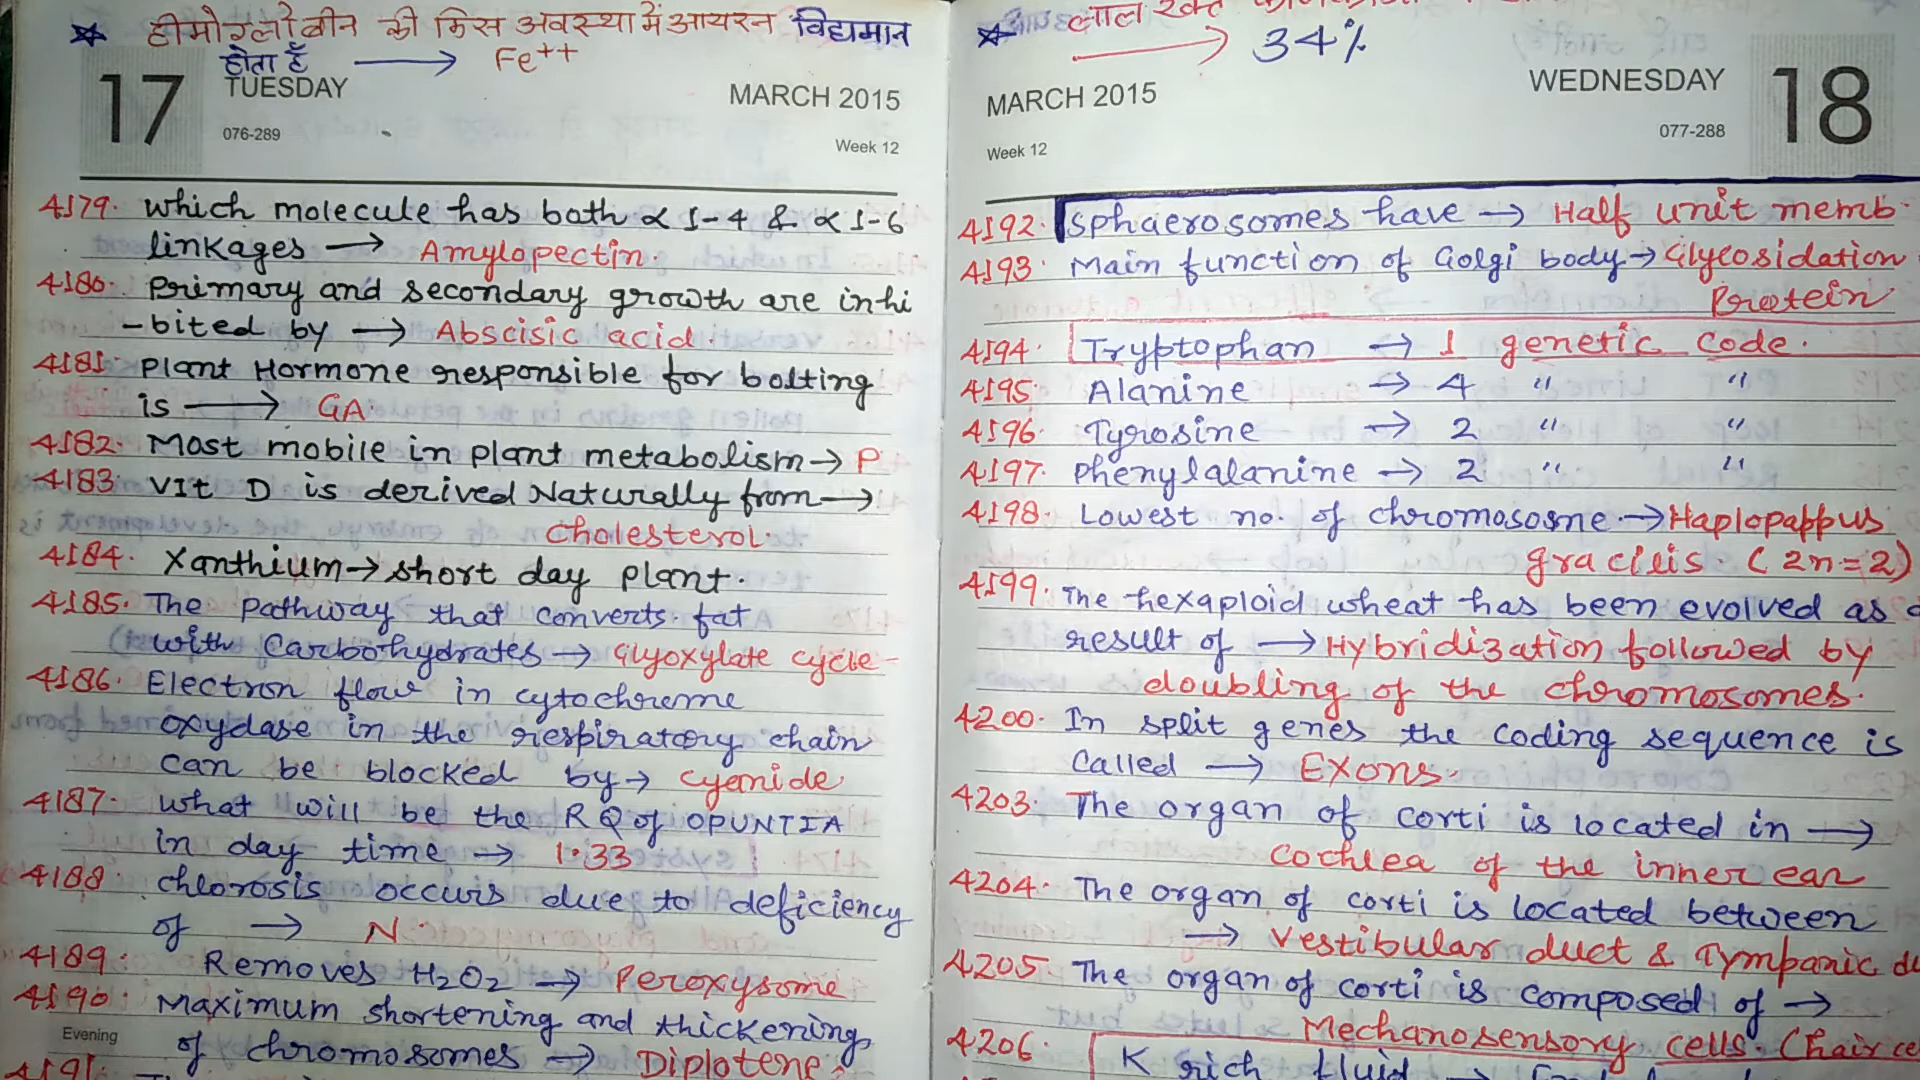 हीमोग्लोबीन की किस अवस्था में आयरन विद्यमान
होता हैं → Fe++
17 TUESDAY
076-289
MARCH 2015
Week 12
4179. which molecule has both α 1-4 & α 1-6
linkages → Amylopectin.
4180. Primary and secondary growth are inhi
-bited by → Abscisic acid.
4181. Plant Hormone responsible for bolting
is → GA.
4182. Most mobile in plant metabolism → P
4183. VIt D is derived Naturally from →
Cholesterol.
4184. Xanthium → short day plant.
4185. The pathway that converts fat
with Carbohydrates → Glyoxylate cycle
4186. Electron flow in cytochreme
oxydase in the respiratory chain
can be blocked by → cyanide
4187. what will be the RQ of OPUNTIA
in day time → 1.33
4188. chlorosis occurs due to deficiency
of → N.
4189. Removes H2O2 → Peroxysome
4190. Maximum shortening and thickening
Evening
of chromosomes → Diplotene
4191.
लाल रक्त
→ 34%
MARCH 2015
Week 12
WEDNESDAY
077-288
18
4192. Sphaerosomes have → Half unit memb.
4193. Main function of Golgi body → Glycosidation
Protein
4194. Tryptophan → 1 genetic code.
4195. Alanine → 4 " "
4196. Tyrosine → 2 " "
4197. Phenylalanine → 2 " "
4198. Lowest no. of chromosome. → Haplopappus
gracilis. (2n=2)
4199. The hexaploid wheat has been evolved as
result of → Hybridization followed by
doubling of the chromosomes.
4200. In split genes the coding sequence is
called → Exons.
4203. The organ of corti is located in →
Cochlea of the inner ear
4204. The organ of corti is located between
→ Vestibular duct & Tympanic
4205. The organ of corti is composed of →
Mechanosensory cells. (hair
4206. K rich fluid →